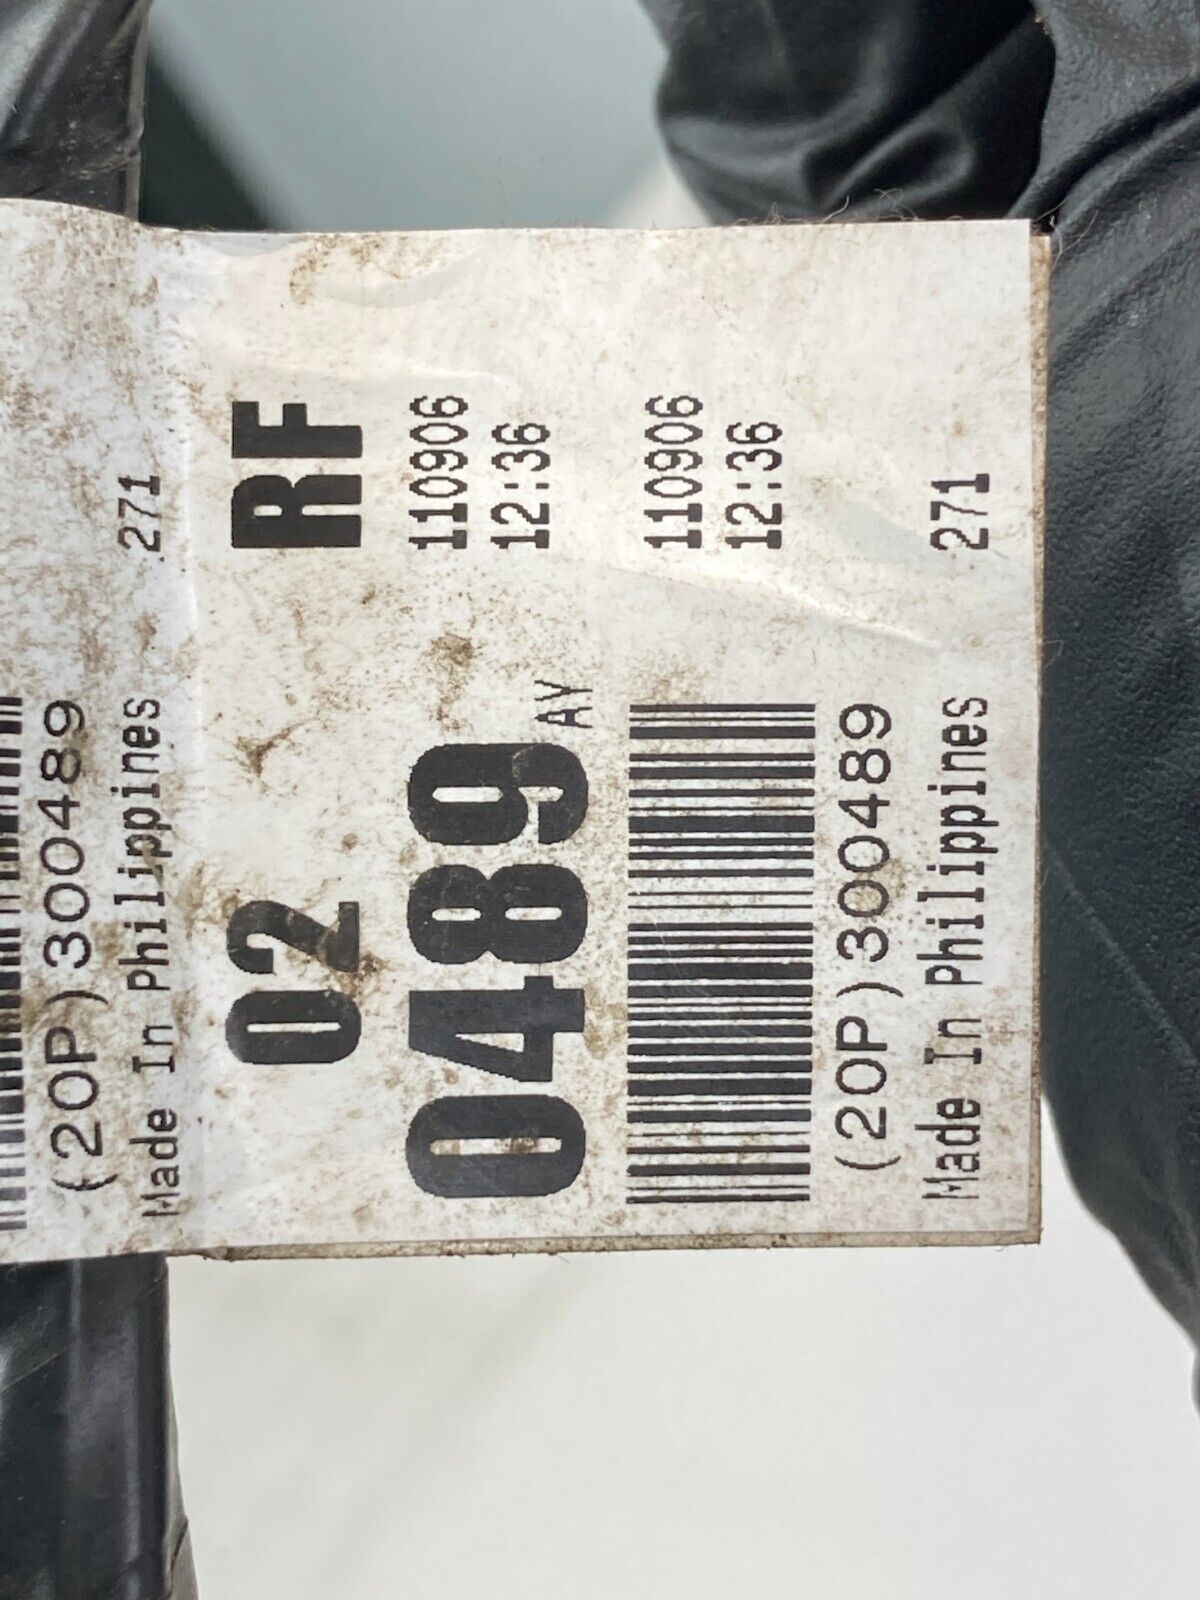 (20P)300489
Made In Philippines 271
02 RF
0489 AY 110906
12:36
110906
12:36
(20P)300489
Made In Philippines 271